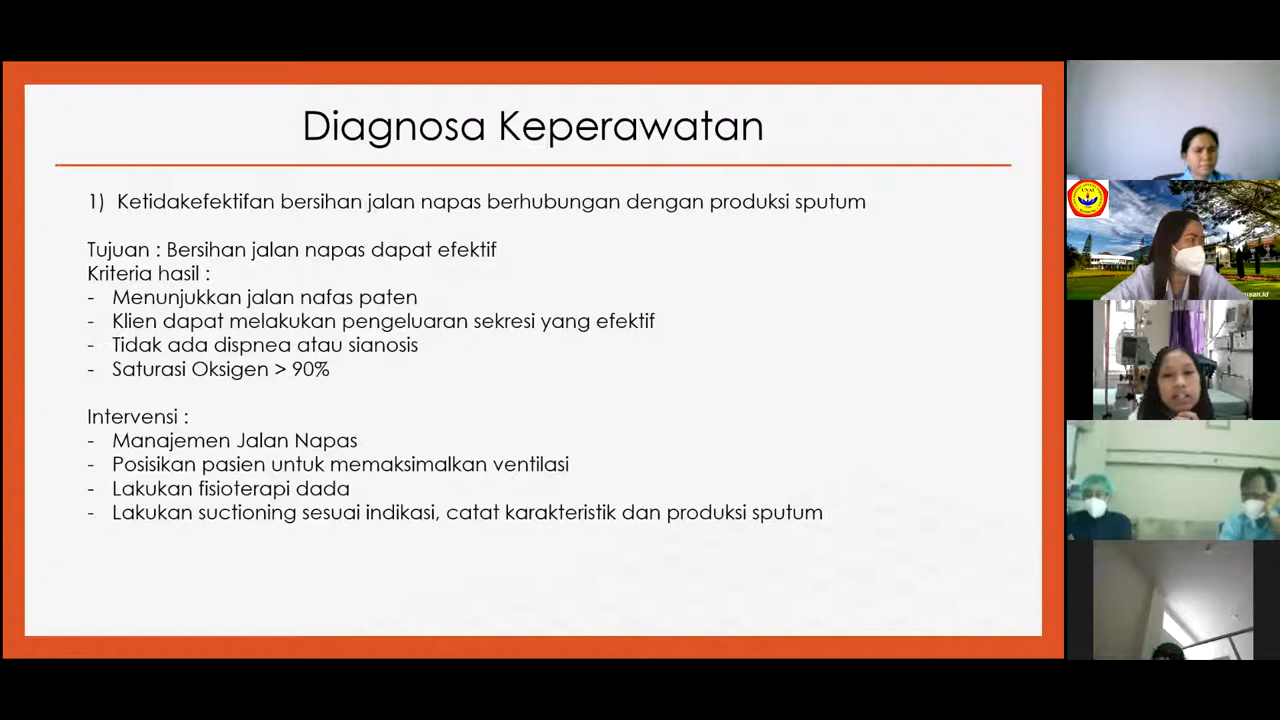 Diagnosa Keperawatan
1) Ketidakefektifan bersihan jalan napas berhubungan dengan produksi sputum
Tujuan : Bersihan jalan napas dapat efektif
Kriteria hasil :
- Menunjukkan jalan nafas paten
- Klien dapat melakukan pengeluaran sekresi yang efektif
- Tidak ada dispnea atau sianosis
- Saturasi Oksigen > 90%
Intervensi :
- Manajemen Jalan Napas
- Posisikan pasien untuk memaksimalkan ventilasi
- Lakukan fisioterapi dada
- Lakukan suctioning sesuai indikasi, catat karakteristik dan produksi sputum
UNAI